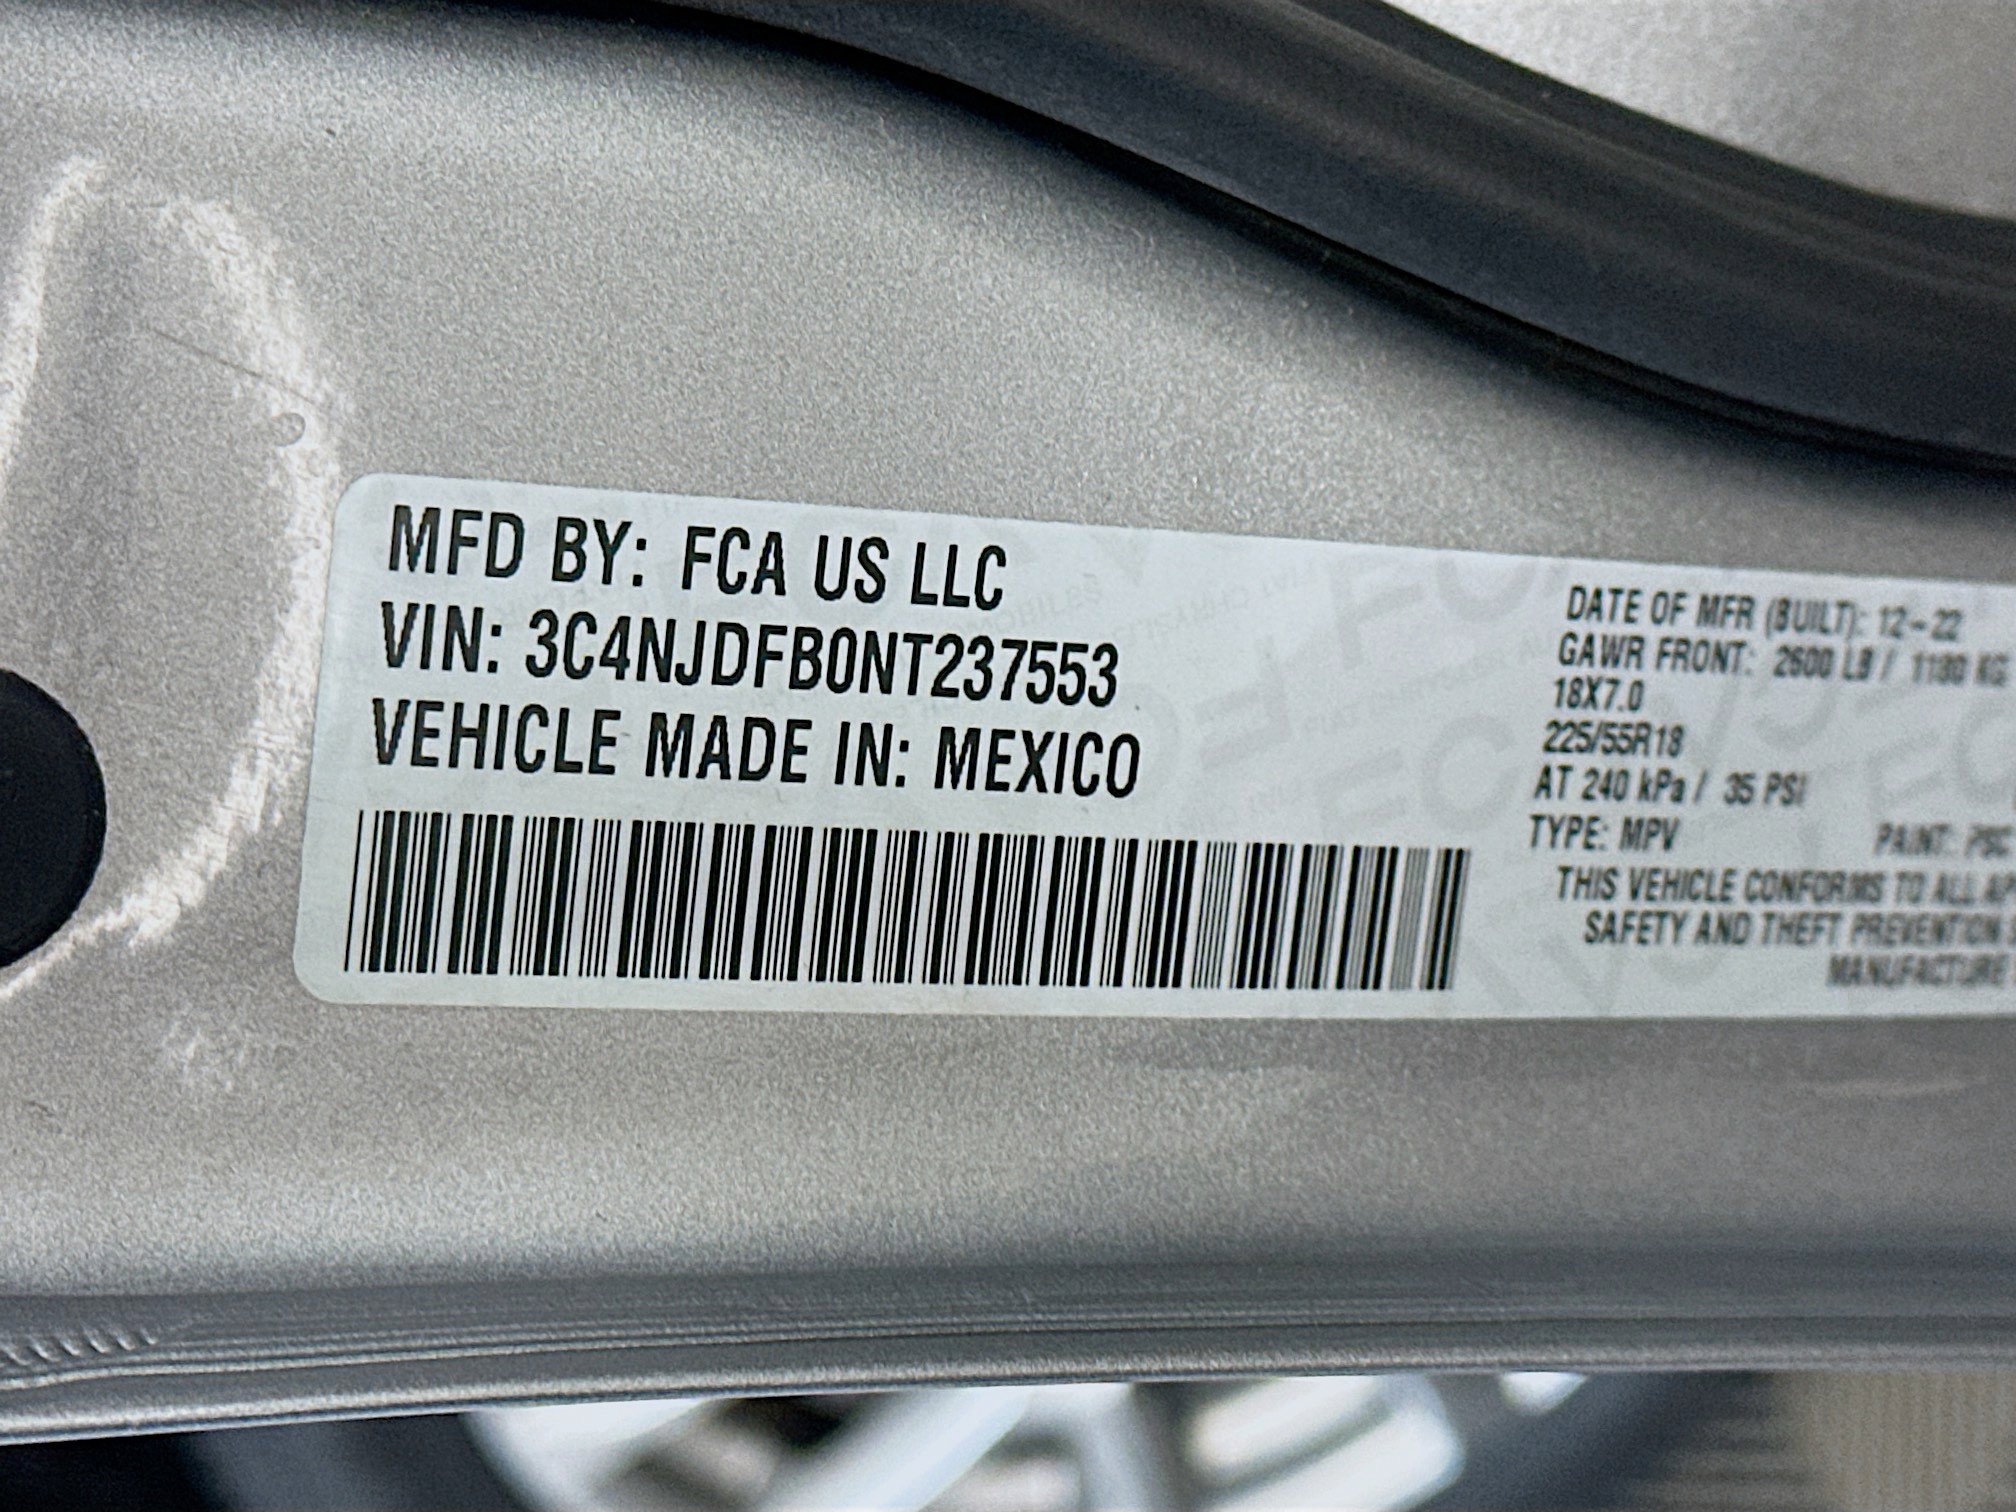 MFD BY: FCA US LLC
VIN: 3C4NJDFB0NT237553
VEHICLE MADE IN: MEXICO
DATE OF MFR (BUILT): 12-22
GAWR FRONT: 2600 LB / 1180 KG
18X7.0
225/55R18
AT 240 kPa / 35 PSI
TYPE: MPV PAINT:
THIS VEHICLE CONFORMS TO ALL
SAFETY AND THEFT PREVENTION
MANUFACTURE